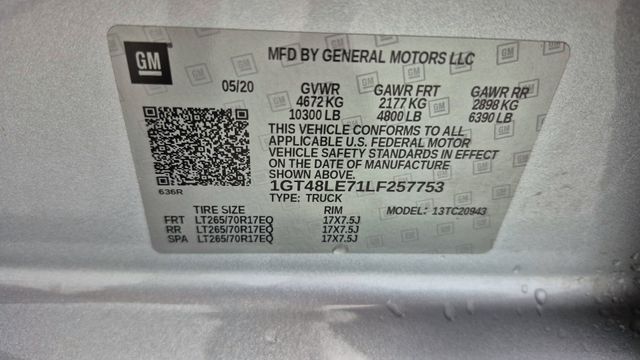 GM
MFD BY GENERAL MOTORS LLC
05/20 GVWR GAWR FRT GAWR RR
4672 KG 2177 KG 2898 KG
10300 LB 4800 LB 6390 LB
THIS VEHICLE CONFORMS TO ALL
APPLICABLE U.S. FEDERAL MOTOR
VEHICLE SAFETY STANDARDS IN EFFECT
ON THE DATE OF MANUFACTURE SHOWN ABOVE.
1GT48LE71LF257753
636R
TYPE: TRUCK MODEL: 13TC20943
TIRE SIZE RIM
FRT LT265/70R17EQ 17X7.5J
RR LT265/70R17EQ 17X7.5J
SPA LT265/70R17EQ 17X7.5J